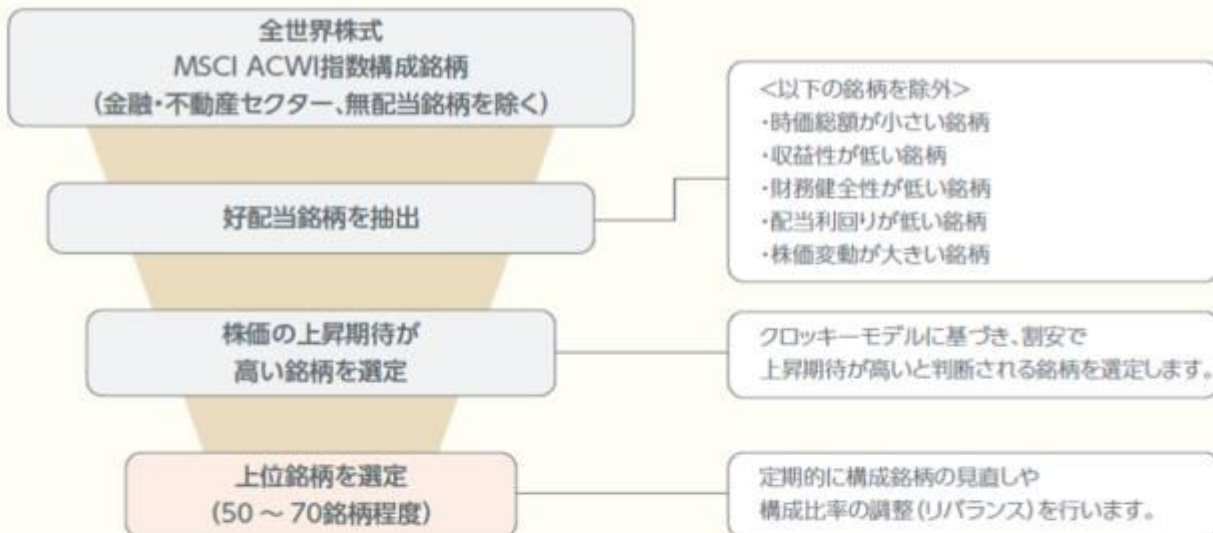 全世界株式
MSCI ACWI指数構成銘柄
(金融・不動産セクター、無配当銘柄を除く)
<以下の銘柄を除外>
・時価総額が小さい銘柄
・収益性が低い銘柄
・財務健全性が低い銘柄
・配当利回りが低い銘柄
・株価変動が大きい銘柄
好配当銘柄を抽出
株価の上昇期待が
高い銘柄を選定
クロッキーモデルに基づき、割安で
上昇期待が高いと判断される銘柄を選定します。
上位銘柄を選定
(50 ～ 70銘柄程度)
定期的に構成銘柄の見直しや
構成比率の調整(リバランス)を行います。